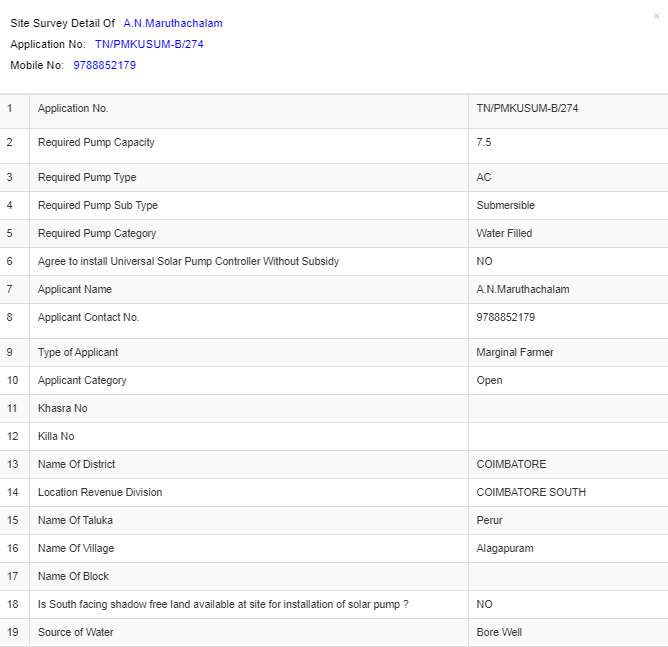 Site Survey Detail Of A.N.Maruthachalam
×
Application No: TN/PMKUSUM-B/274
Mobile No: 9788852179
1 Application No. TN/PMKUSUM-B/274
2 Required Pump Capacity 7.5
3 Required Pump Type AC
4 Required Pump Sub Type Submersible
5 Required Pump Category Water Filled
6 Agree to install Universal Solar Pump Controller Without Subsidy NO
7 Applicant Name A.N.Maruthachalam
8 Applicant Contact No. 9788852179
9 Type of Applicant Marginal Farmer
10 Applicant Category Open
11 Khasra No
12 Killa No
13 Name Of District COIMBATORE
14 Location Revenue Division COIMBATORE SOUTH
15 Name Of Taluka Perur
16 Name Of Village Alagapuram
17 Name Of Block
18 Is South facing shadow free land available at site for installation of solar pump ? NO
19 Source of Water Bore Well